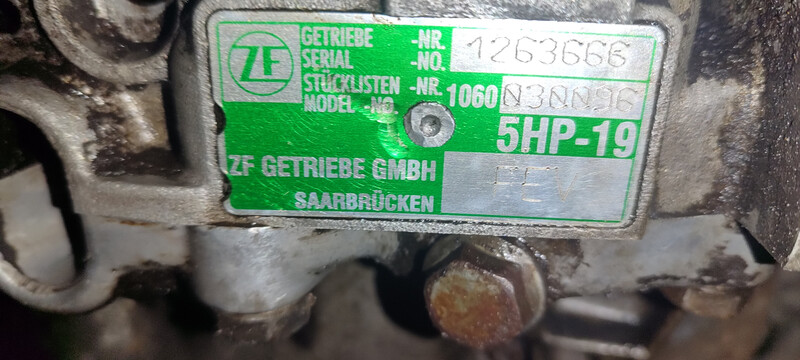 ZF
GETRIEBE -NR. 1263666
SERIAL -NO.
STÜCKLISTEN -NR. 1060 030096
MODEL -NO.
5HP-19
ZF GETRIEBE GMBH
SAARBRÜCKEN